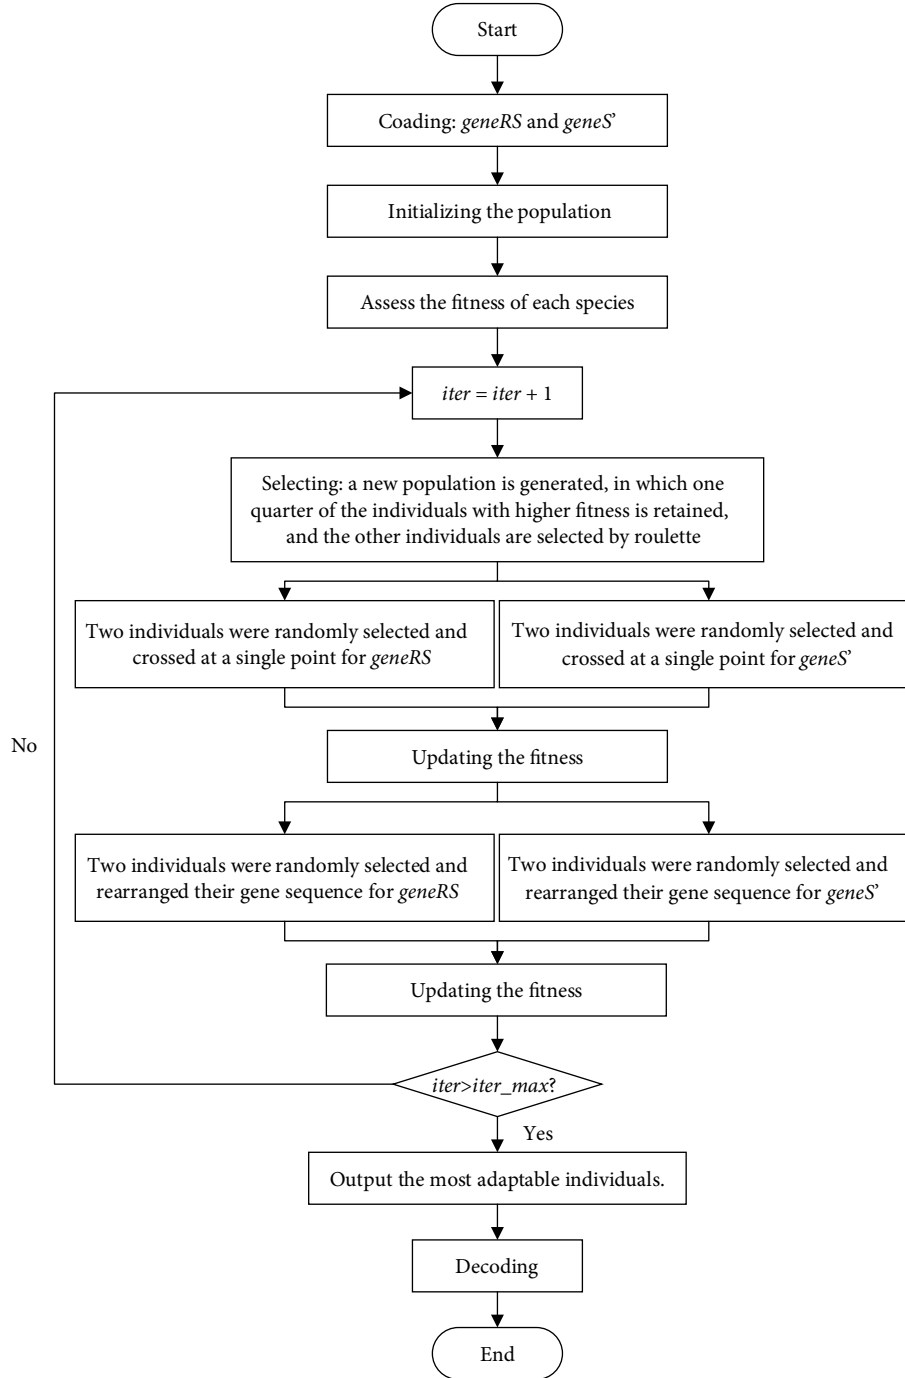 Start
Coading: geneRS and geneS’
Initializing the population
Assess the fitness of each species
iter = iter + 1
Selecting: a new population is generated, in which one
quarter of the individuals with higher fitness is retained,
and the other individuals are selected by roulette
Two individuals were randomly selected and
crossed at a single point for geneRS
Two individuals were randomly selected and
crossed at a single point for geneS’
No
Updating the fitness
Two individuals were randomly selected and
rearranged their gene sequence for geneRS
Two individuals were randomly selected and
rearranged their gene sequence for geneS’
Updating the fitness
iter>iter_max?
Yes
Output the most adaptable individuals.
Decoding
End